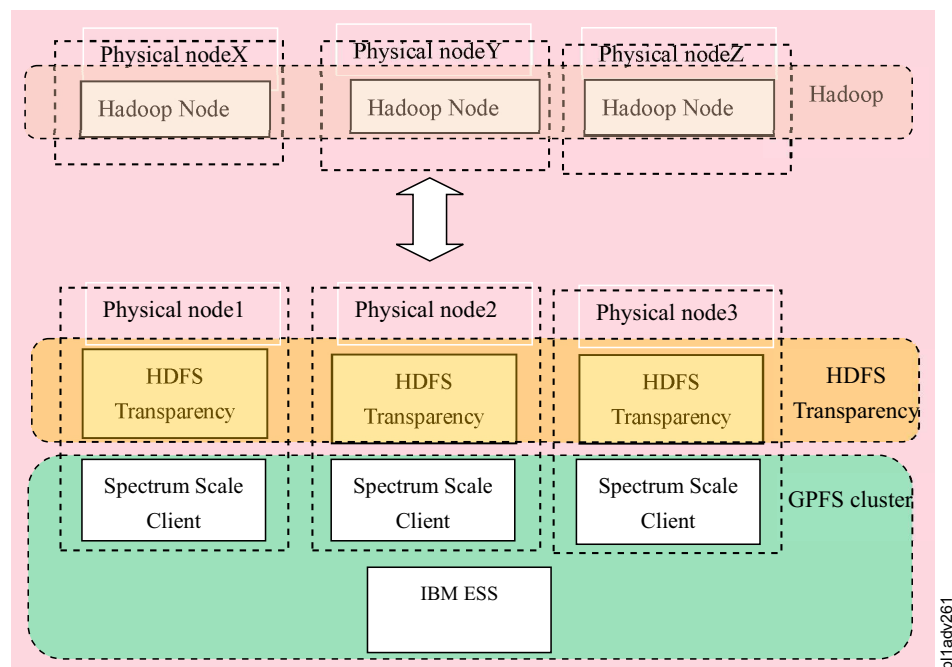 Physical nodeX
Physical nodeY
Physical nodeZ
Hadoop Node
Hadoop Node
Hadoop Node
Hadoop
Physical node1
Physical node2
Physical node3
HDFS
Transparency
HDFS
Transparency
HDFS
Transparency
HDFS
Transparency
Spectrum Scale
Client
Spectrum Scale
Client
Spectrum Scale
Client
GPFS cluster
IBM ESS